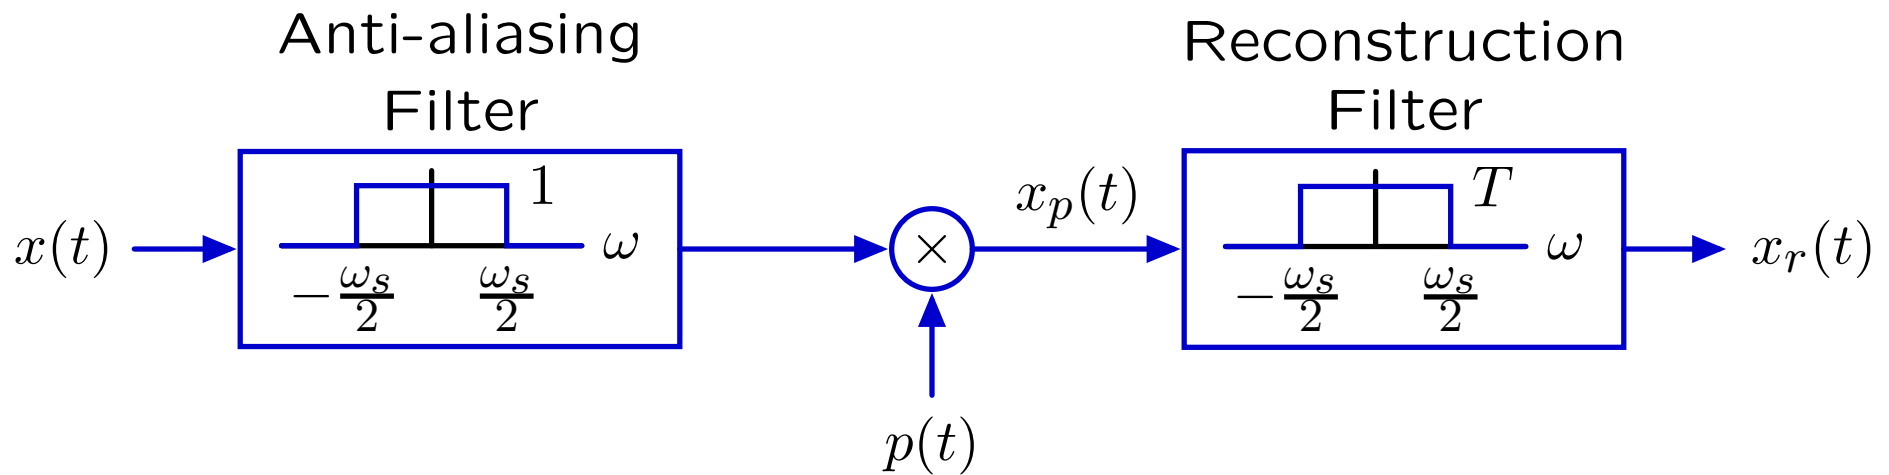 Anti-aliasing
Filter
Reconstruction
Filter
x(t)
1
ω
-ω_s/2
ω_s/2
×
p(t)
x_p(t)
T
ω
-ω_s/2
ω_s/2
x_r(t)